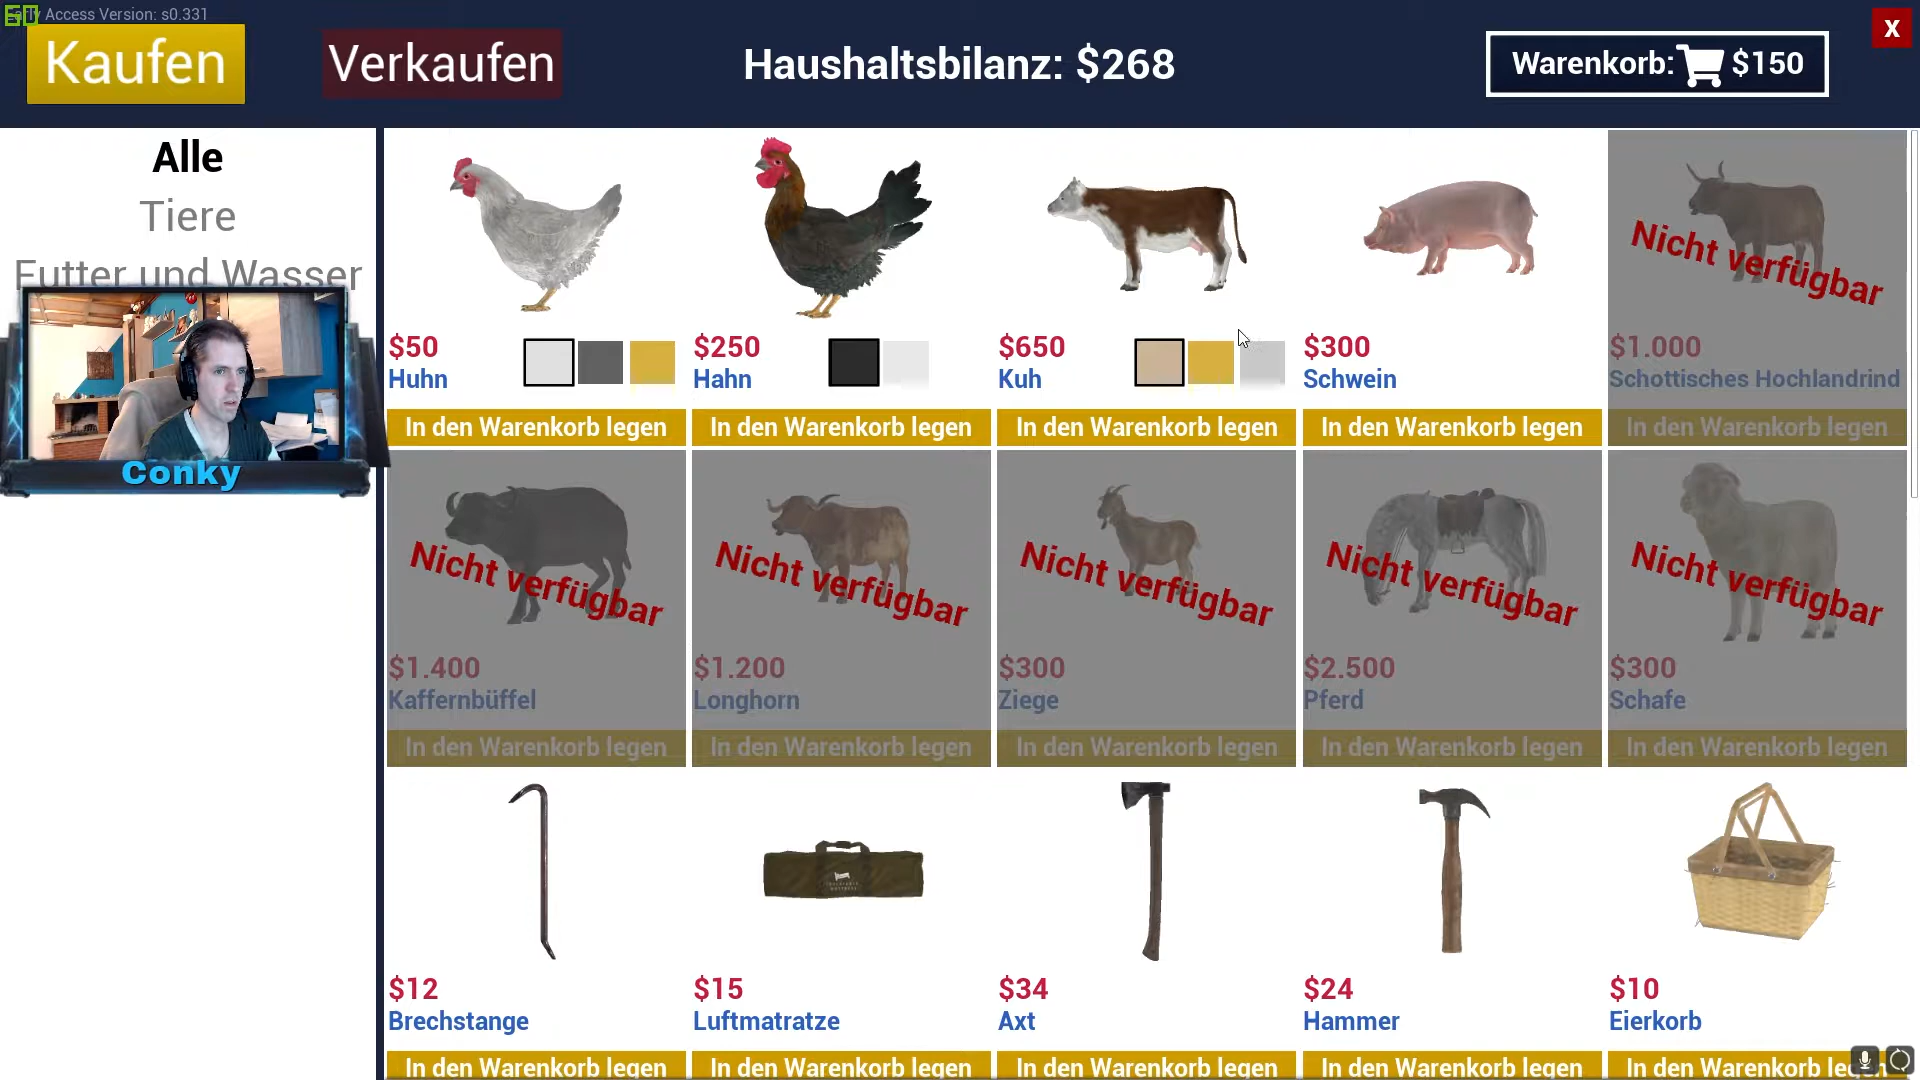 Early Access Version: s0.331
Kaufen
Verkaufen
Haushaltsbilanz: $268
Warenkorb: $150
X
Alle
Tiere
Futter und Wasser
Conky
$50
Huhn
In den Warenkorb legen
$250
Hahn
In den Warenkorb legen
$650
Kuh
In den Warenkorb legen
$300
Schwein
In den Warenkorb legen
Nicht verfügbar
$1.000
Schottisches Hochlandrind
In den Warenkorb legen
Nicht verfügbar
$1.400
Kaffernbüffel
In den Warenkorb legen
Nicht verfügbar
$1.200
Longhorn
In den Warenkorb legen
Nicht verfügbar
$300
Ziege
In den Warenkorb legen
Nicht verfügbar
$2.500
Pferd
In den Warenkorb legen
Nicht verfügbar
$300
Schafe
In den Warenkorb legen
$12
Brechstange
In den Warenkorb legen
$15
Luftmatratze
In den Warenkorb legen
$34
Axt
In den Warenkorb legen
$24
Hammer
In den Warenkorb legen
$10
Eierkorb
In den Warenkorb legen